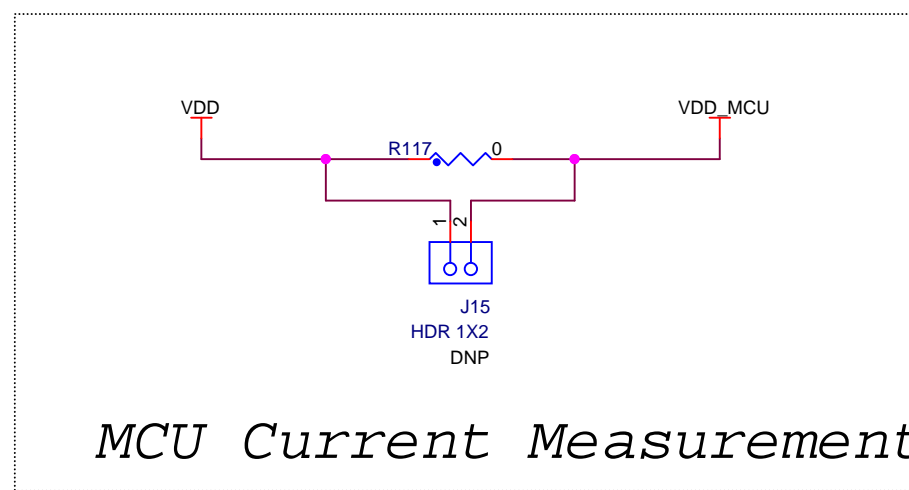 VDD
VDD_MCU
R117
0
1
2
J15
HDR 1X2
DNP
MCU Current Measurement